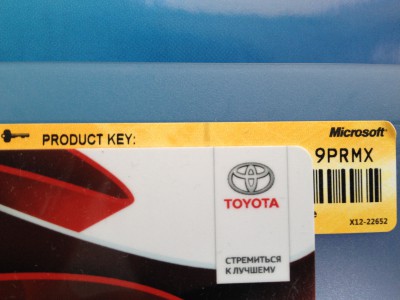 PRODUCT KEY:
Microsoft®
9PRMX
X12-22652
TOYOTA
СТРЕМИТЬСЯ
К ЛУЧШЕМУ